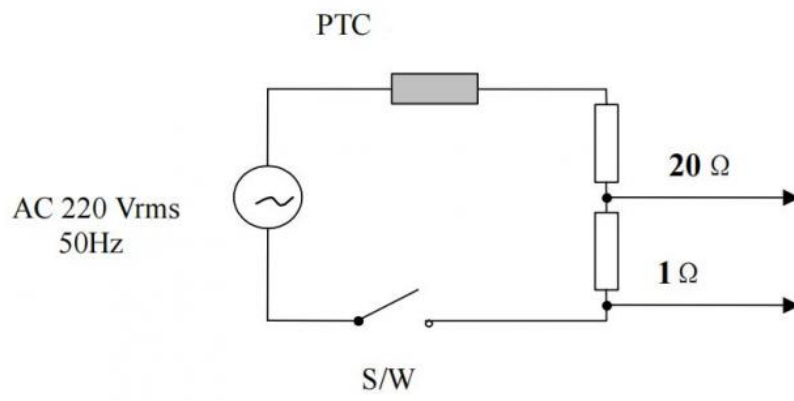 PTC
20 Ω
AC 220 Vrms
50Hz
1 Ω
S/W